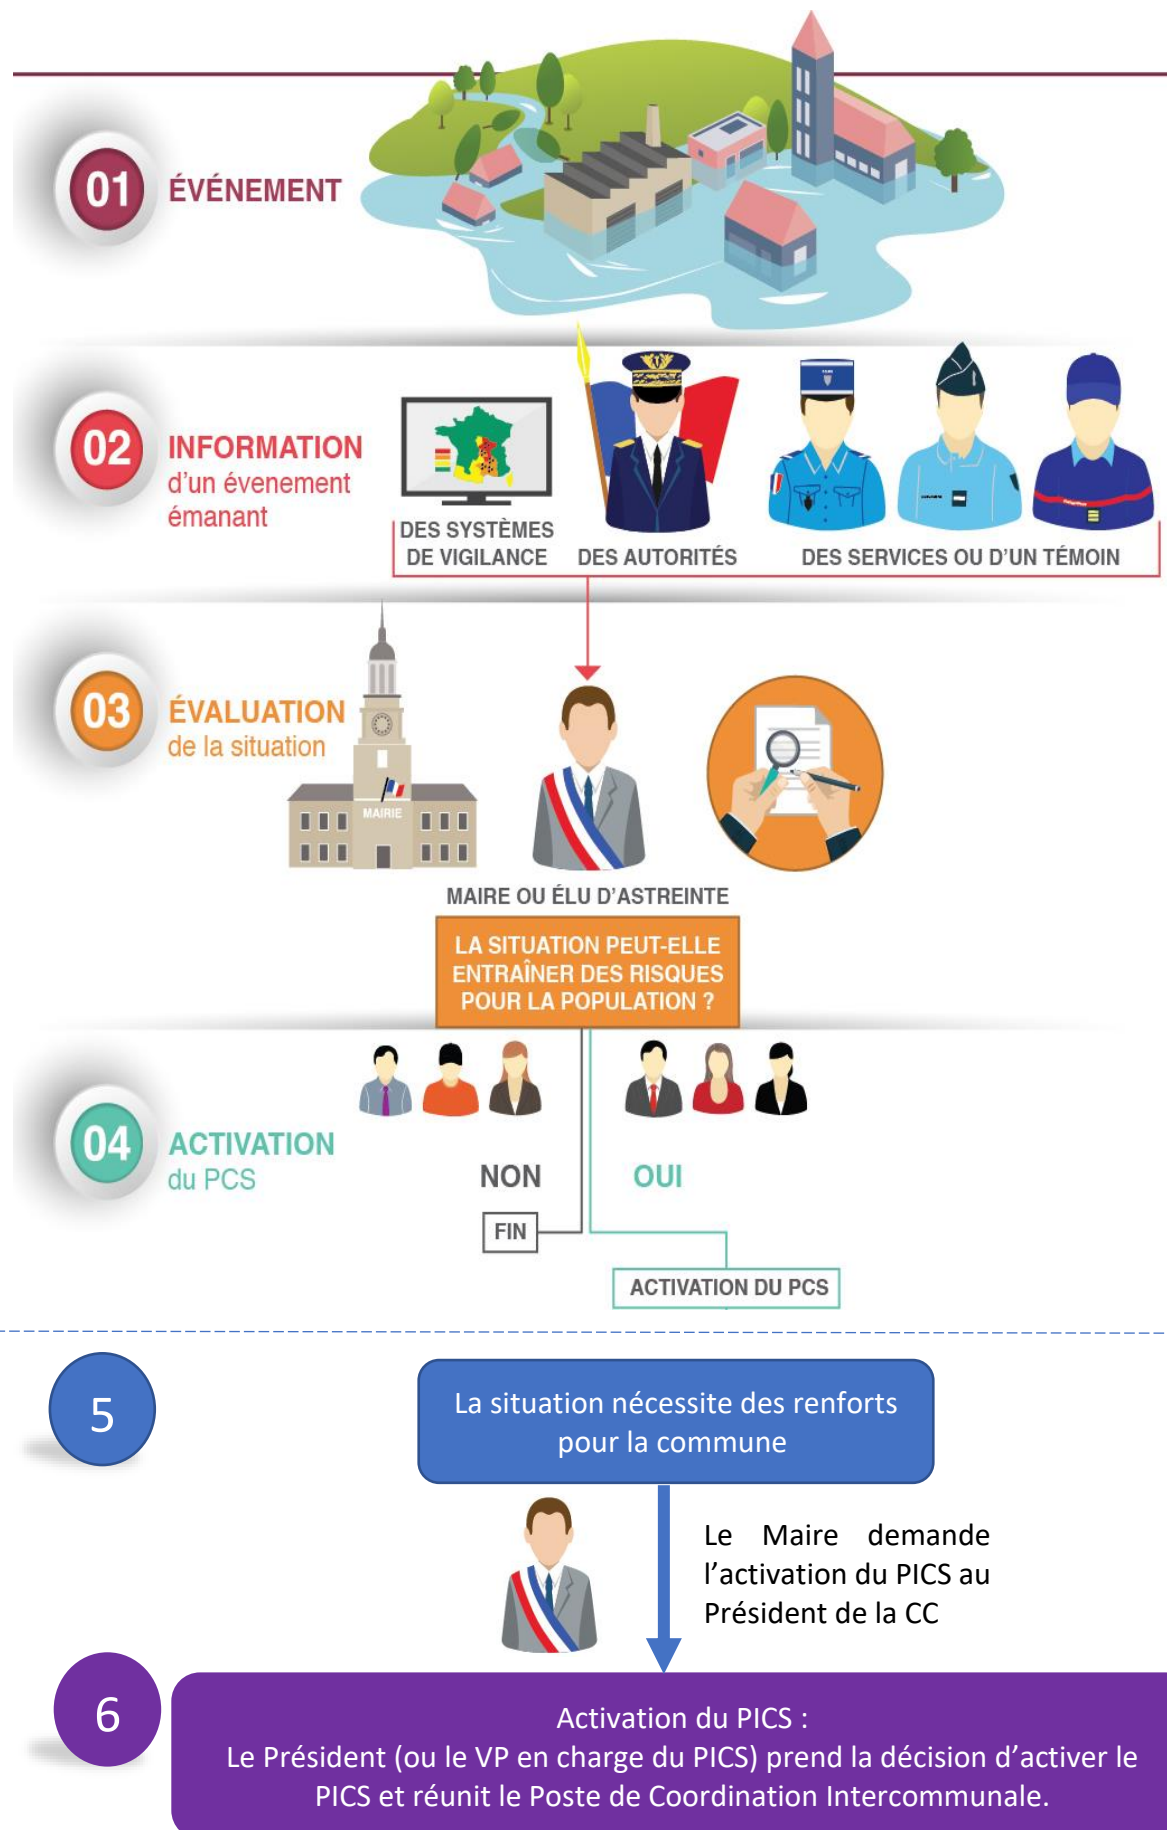 01
ÉVÉNEMENT
02
INFORMATION
d'un évenement
émanant
DES SYSTÈMES
DE VIGILANCE
DES AUTORITÉS
DES SERVICES OU D'UN TÉMOIN
03
ÉVALUATION
de la situation
MAIRIE
MAIRE OU ÉLU D'ASTREINTE
LA SITUATION PEUT-ELLE
ENTRAÎNER DES RISQUES
POUR LA POPULATION ?
04
ACTIVATION
du PCS
NON
OUI
FIN
ACTIVATION DU PCS
5
La situation nécessite des renforts
pour la commune
Le Maire demande
l’activation du PICS au
Président de la CC
6
Activation du PICS :
Le Président (ou le VP en charge du PICS) prend la décision d’activer le
PICS et réunit le Poste de Coordination Intercommunale.